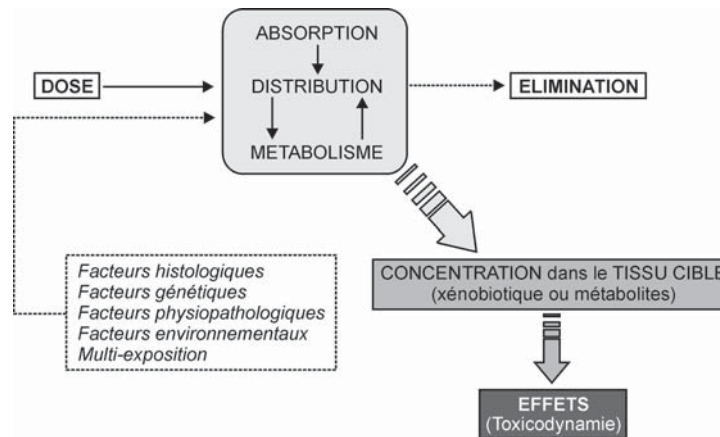 ABSORPTION
DOSE
DISTRIBUTION
ELIMINATION
METABOLISME
Facteurs histologiques
Facteurs génétiques
Facteurs physiopathologiques
Facteurs environnementaux
Multi-exposition
CONCENTRATION dans le TISSU CIBLE
(xénobiotique ou métabolites)
EFFETS
(Toxicodynamie)